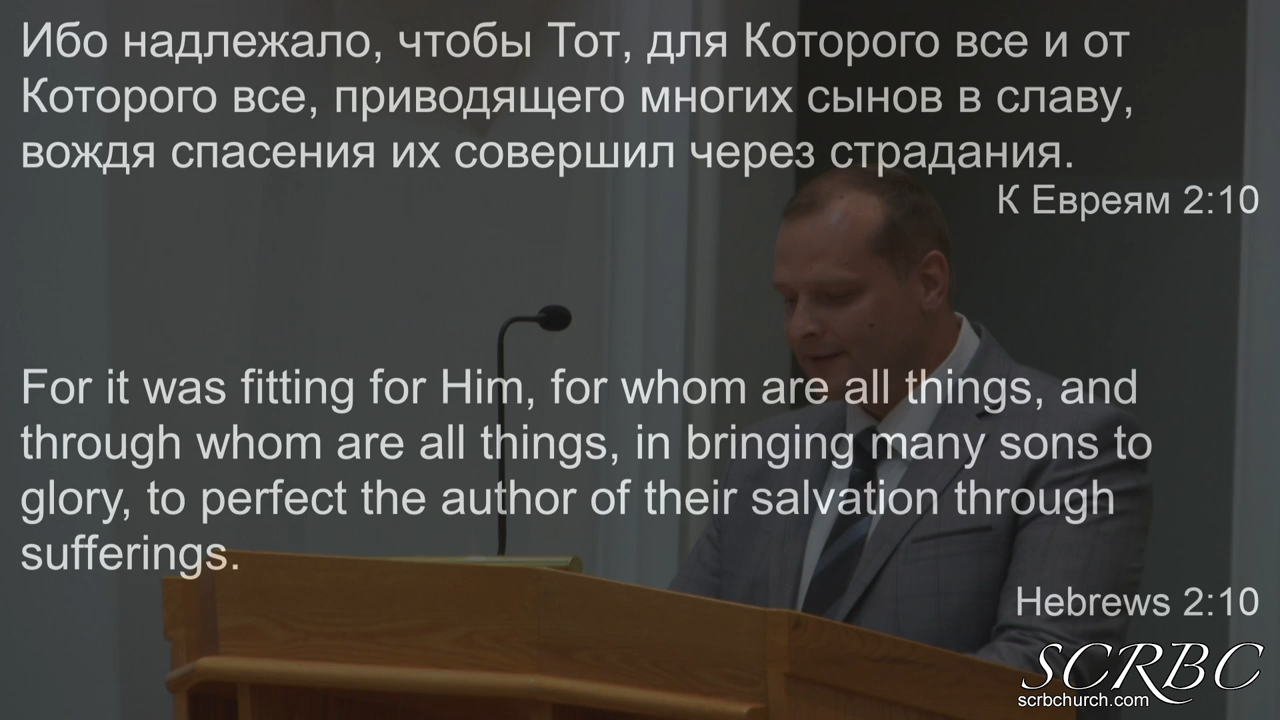 Ибо надлежало, чтобы Тот, для Которого все и от
Которого все, приводящего многих сынов в славу,
вождя спасения их совершил через страдания.
К Евреям 2:10
For it was fitting for Him, for whom are all things, and
through whom are all things, in bringing many sons to
glory, to perfect the author of their salvation through
sufferings.
Hebrews 2:10
SCRBC
scrbchurch.com